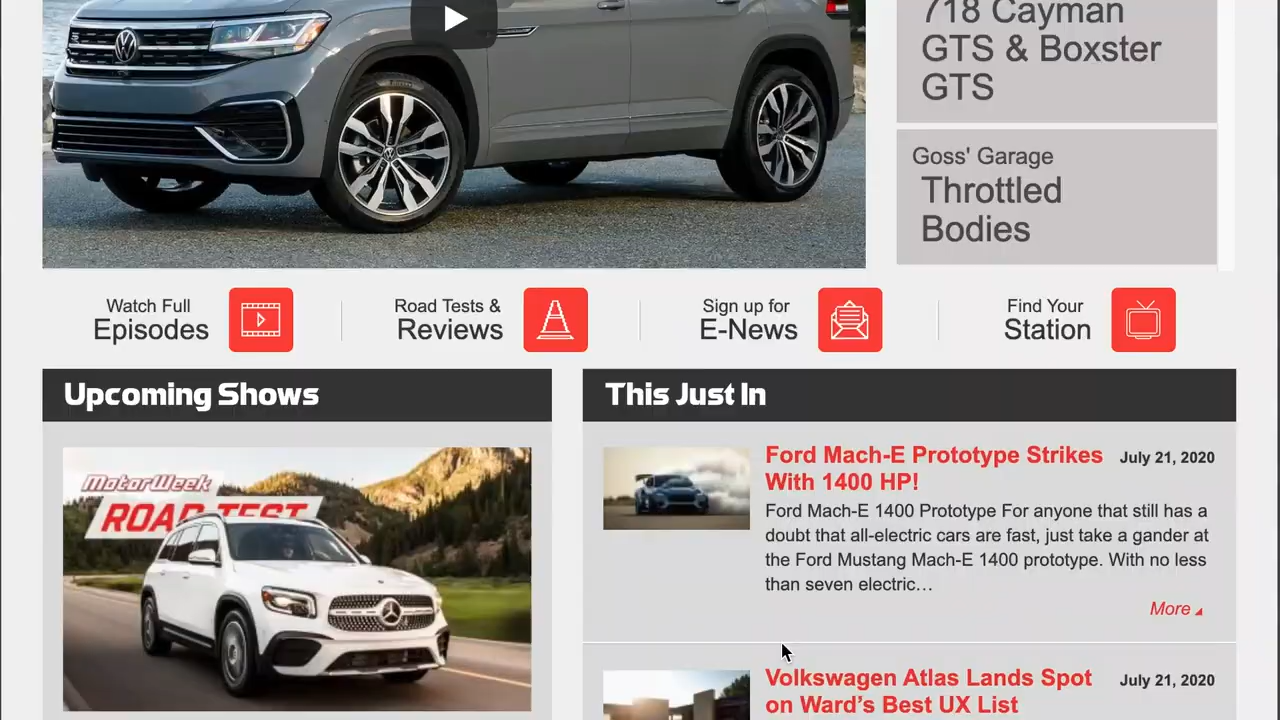 718 Cayman
GTS & Boxster
GTS
Goss' Garage
Throttled
Bodies
Watch Full
Episodes
Road Tests &
Reviews
Sign up for
E-News
Find Your
Station
Upcoming Shows
MotorWeek
ROAD TEST
This Just In
Ford Mach-E Prototype Strikes
With 1400 HP!
July 21, 2020
Ford Mach-E 1400 Prototype For anyone that still has a
doubt that all-electric cars are fast, just take a gander at
the Ford Mustang Mach-E 1400 prototype. With no less
than seven electric…
More
Volkswagen Atlas Lands Spot
on Ward's Best UX List
July 21, 2020